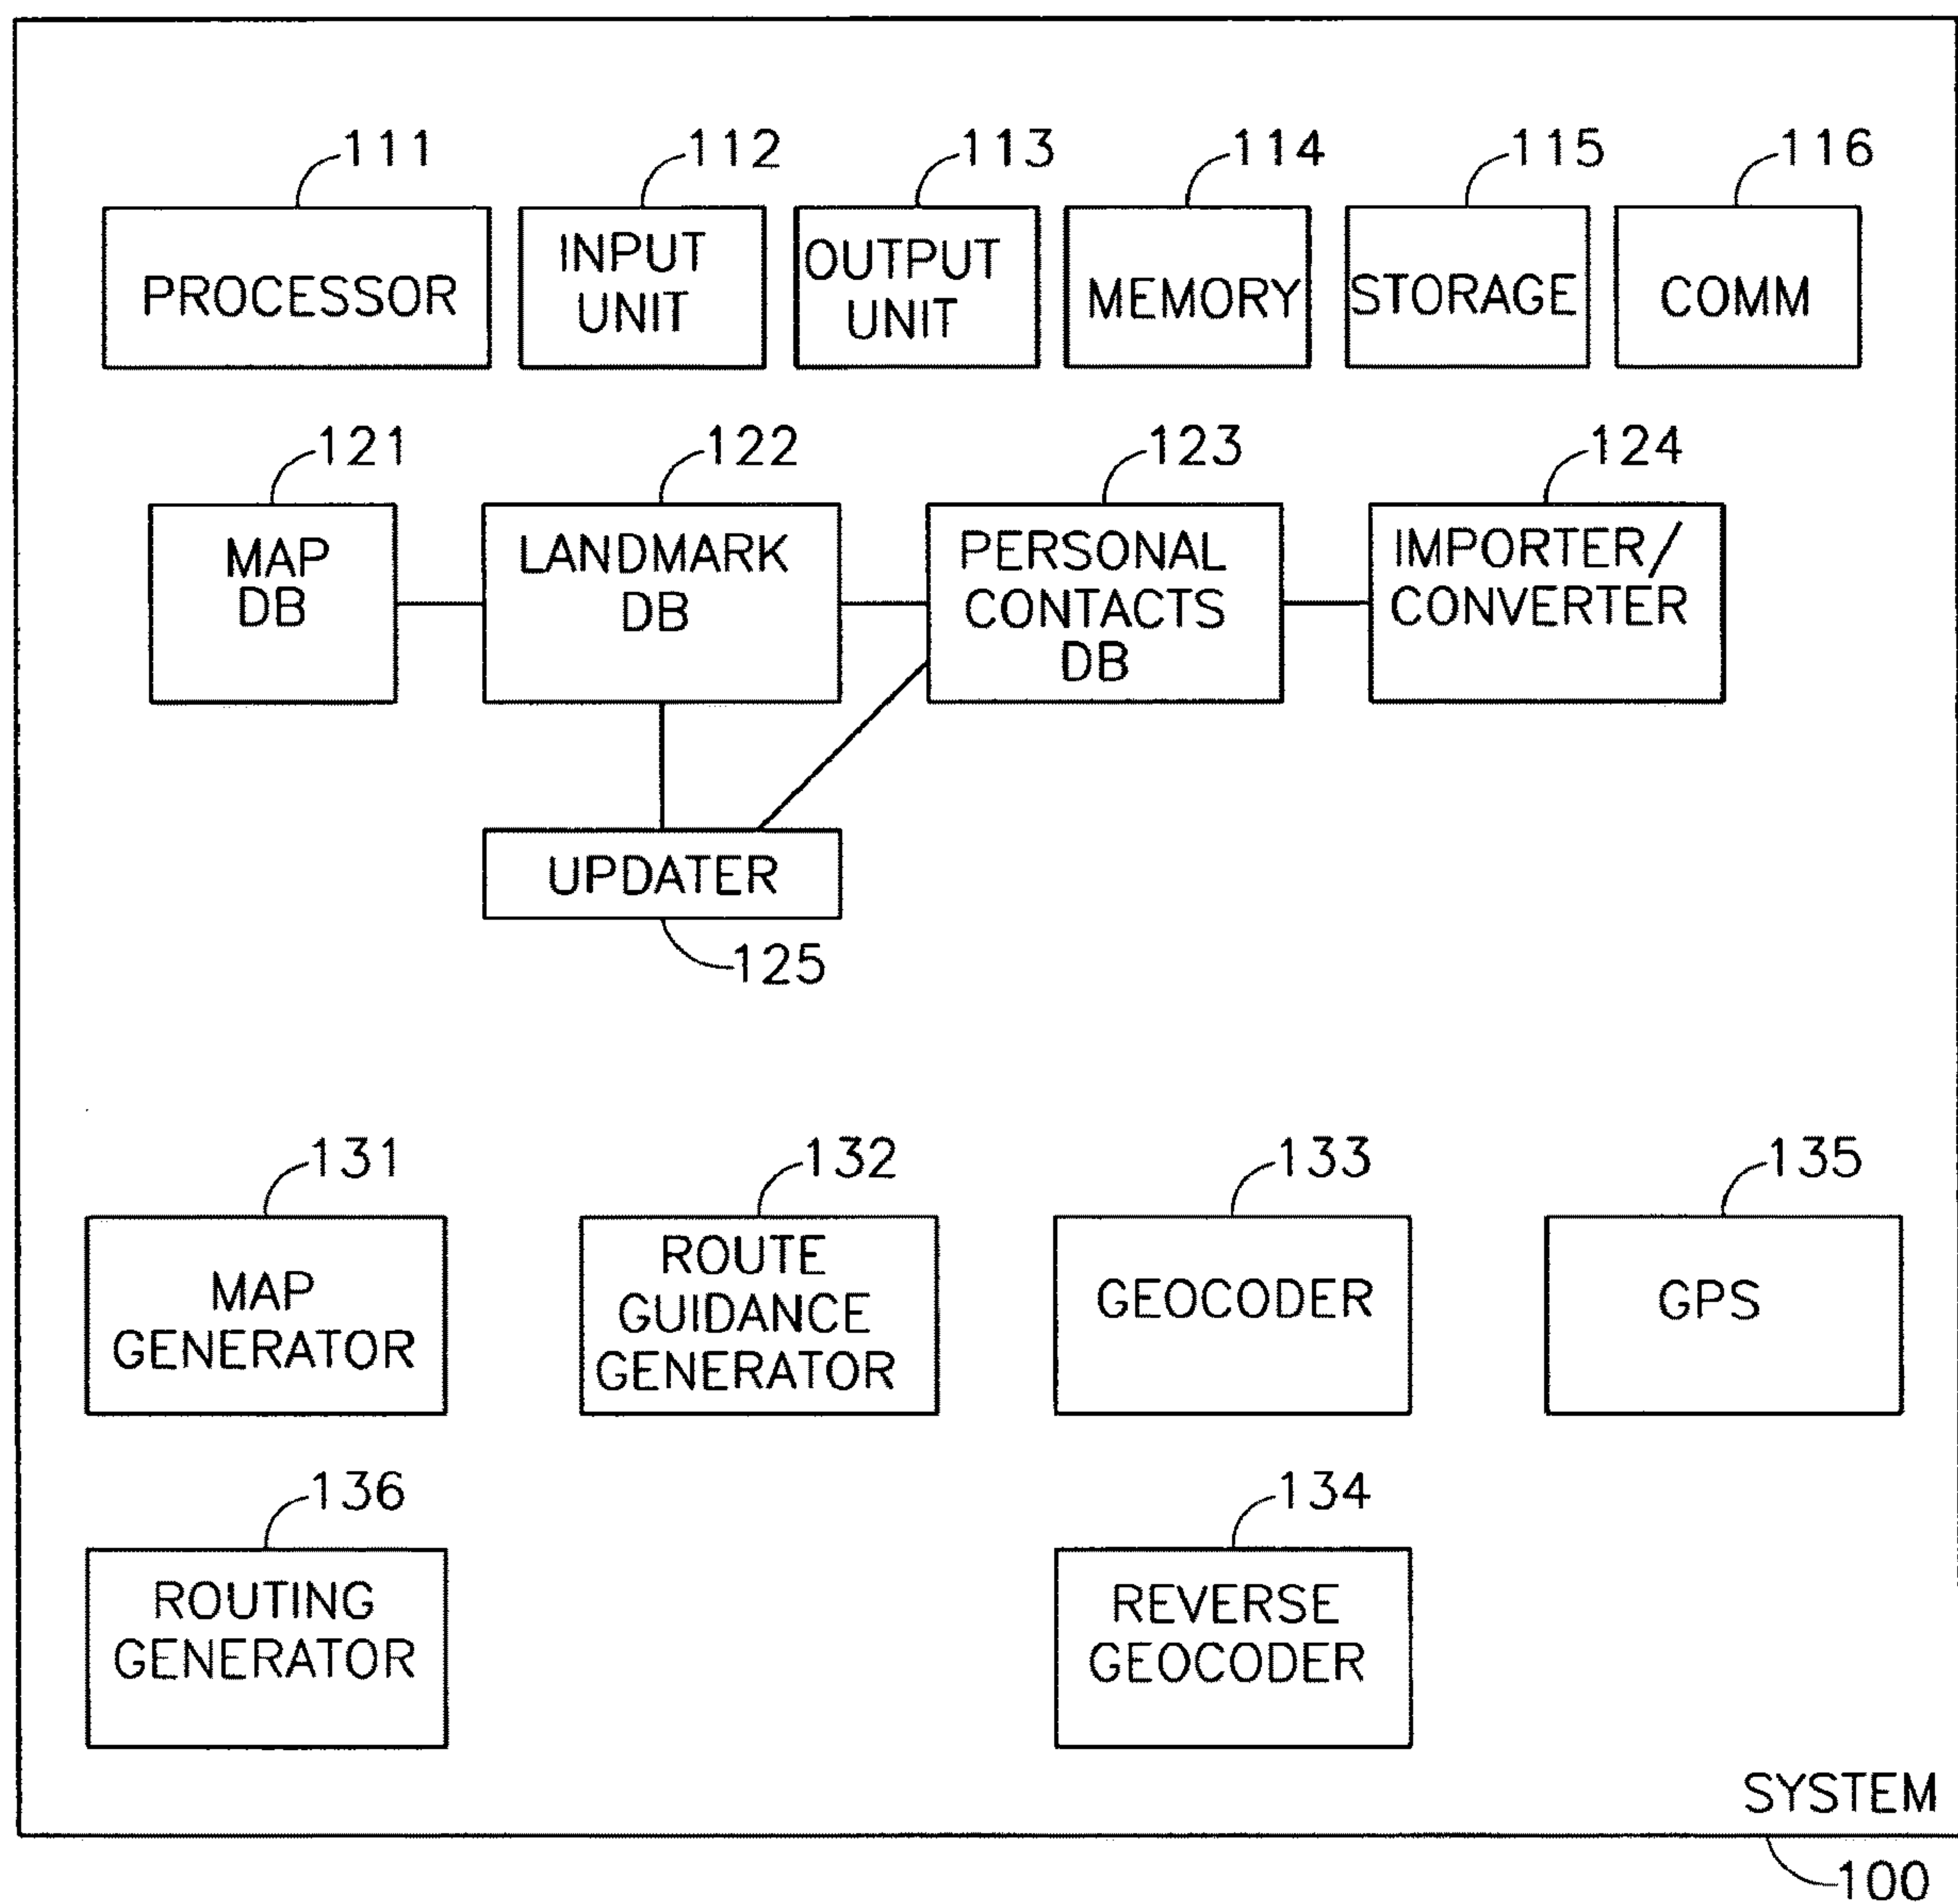 111 112 113 114 115 116
PROCESSOR
INPUT
UNIT
OUTPUT
UNIT
MEMORY
STORAGE
COMM
121 122 123 124
MAP
DB
LANDMARK
DB
PERSONAL
CONTACTS
DB
IMPORTER/
CONVERTER
UPDATER
125
131 132 133 135
MAP
GENERATOR
ROUTE
GUIDANCE
GENERATOR
GEOCODER
GPS
136 134
ROUTING
GENERATOR
REVERSE
GEOCODER
SYSTEM
100